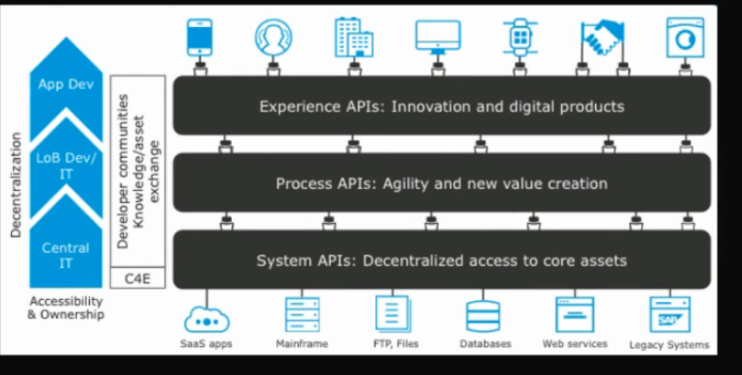 App Dev
LoB Dev/
IT
Central
IT
Decentralization
Accessibility
& Ownership
Developer communities
Knowledge/asset
exchange
C4E
Experience APIs: Innovation and digital products
Process APIs: Agility and new value creation
System APIs: Decentralized access to core assets
SaaS apps
Mainframe
FTP, Files
Databases
Web services
SAP
Legacy Systems